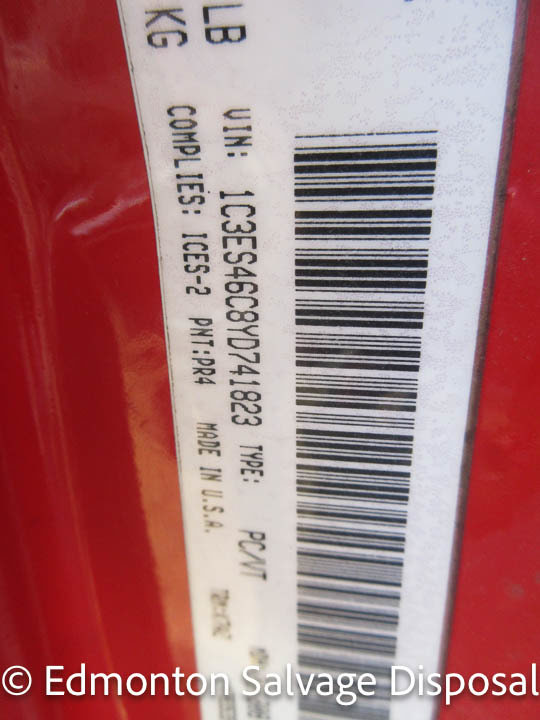 LB
KG
VIN: 1C3ES46C8YD741823 TYPE: PC/VT
COMPLIES: ICES-2 PNT:PR4 MADE IN U.S.A.
© Edmonton Salvage Disposal